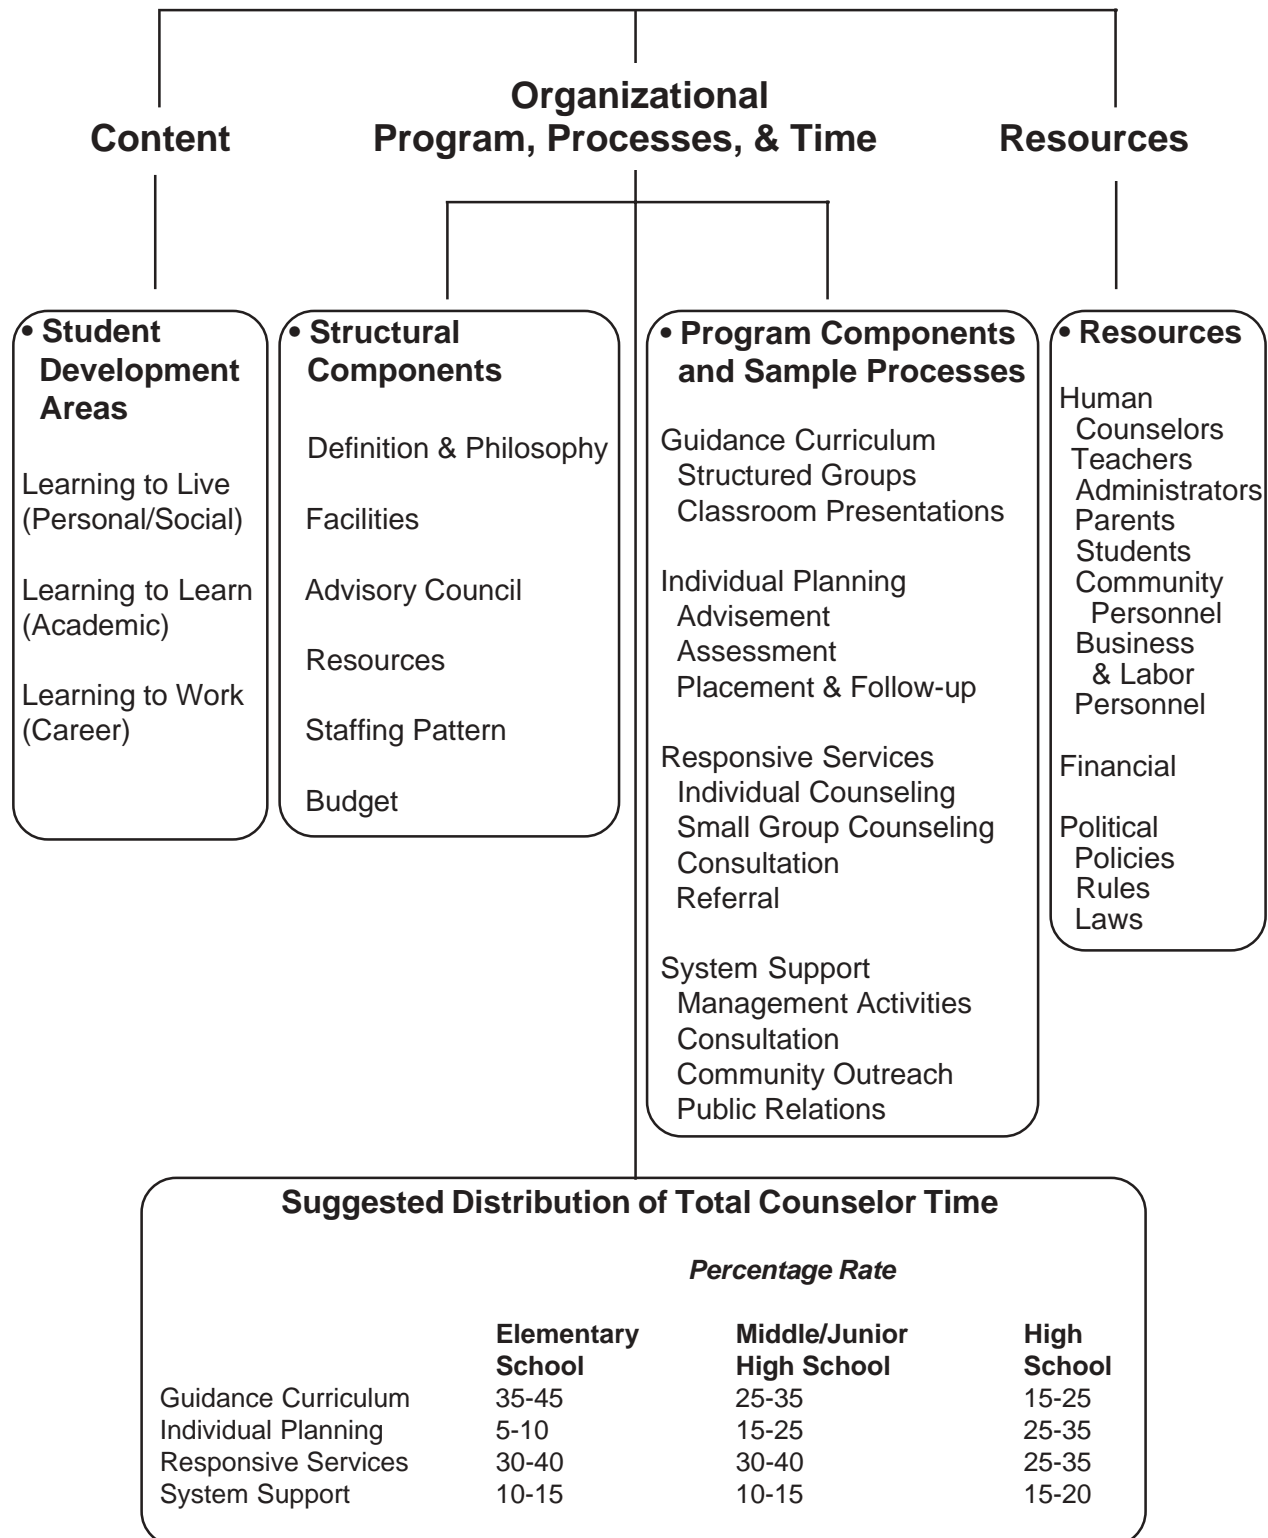 Content
Organizational
Program, Processes, & Time
Resources
• Student
Development
Areas
Learning to Live
(Personal/Social)
Learning to Learn
(Academic)
Learning to Work
(Career)
• Structural
Components
Definition & Philosophy
Facilities
Advisory Council
Resources
Staffing Pattern
Budget
• Program Components
and Sample Processes
Guidance Curriculum
Structured Groups
Classroom Presentations
Individual Planning
Advisement
Assessment
Placement & Follow-up
Responsive Services
Individual Counseling
Small Group Counseling
Consultation
Referral
System Support
Management Activities
Consultation
Community Outreach
Public Relations
• Resources
Human
Counselors
Teachers
Administrators
Parents
Students
Community
Personnel
Business
& Labor
Personnel
Financial
Political
Policies
Rules
Laws
Suggested Distribution of Total Counselor Time
Percentage Rate
Elementary Middle/Junior High
School High School School
Guidance Curriculum 35-45 25-35 15-25
Individual Planning 5-10 15-25 25-35
Responsive Services 30-40 30-40 25-35
System Support 10-15 10-15 15-20